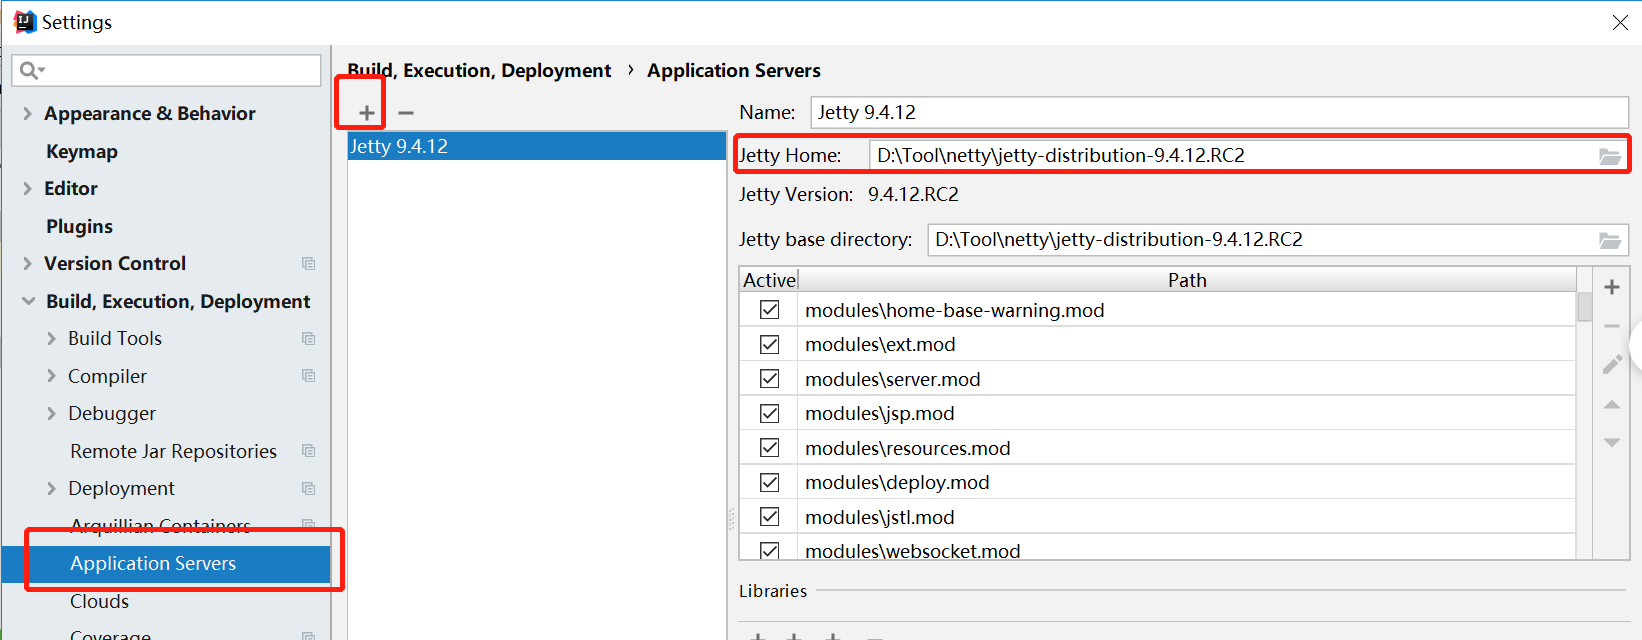 Settings
Appearance & Behavior
Keymap
Editor
Plugins
Version Control
Build, Execution, Deployment
Build Tools
Compiler
Debugger
Remote Jar Repositories
Deployment
Arquillian Containers
Application Servers
Clouds
Coverage
Build, Execution, Deployment › Application Servers
Jetty 9.4.12
Name: Jetty 9.4.12
Jetty Home: D:\Tool\netty\jetty-distribution-9.4.12.RC2
Jetty Version: 9.4.12.RC2
Jetty base directory: D:\Tool\netty\jetty-distribution-9.4.12.RC2
Active Path
modules\home-base-warning.mod
modules\ext.mod
modules\server.mod
modules\jsp.mod
modules\resources.mod
modules\deploy.mod
modules\jstl.mod
modules\websocket.mod
Libraries